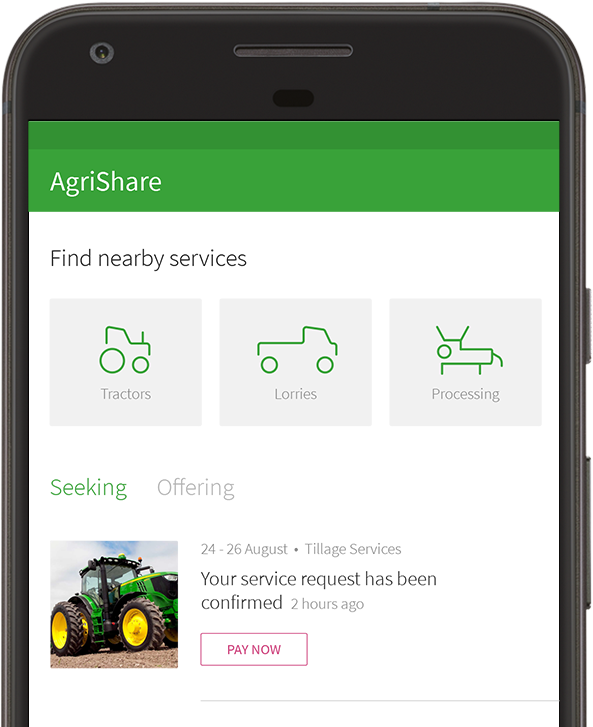 AgriShare
Find nearby services
Tractors
Lorries
Processing
Seeking
Offering
24 - 26 August • Tillage Services
Your service request has been
confirmed 2 hours ago
PAY NOW